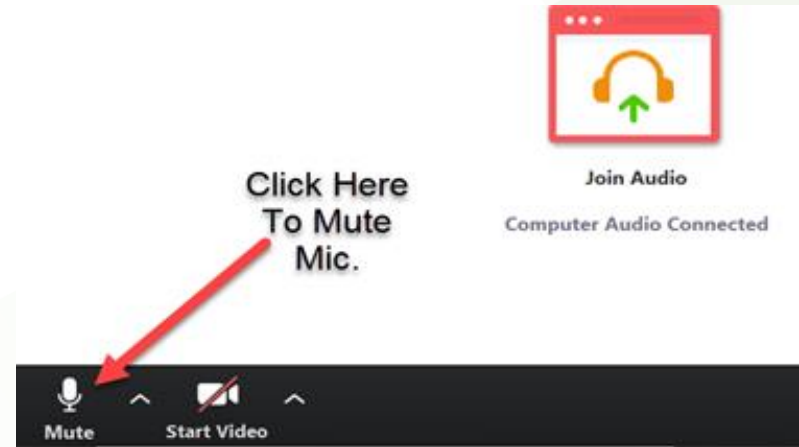 Click Here
To Mute
Mic.
Join Audio
Computer Audio Connected
Mute
Start Video